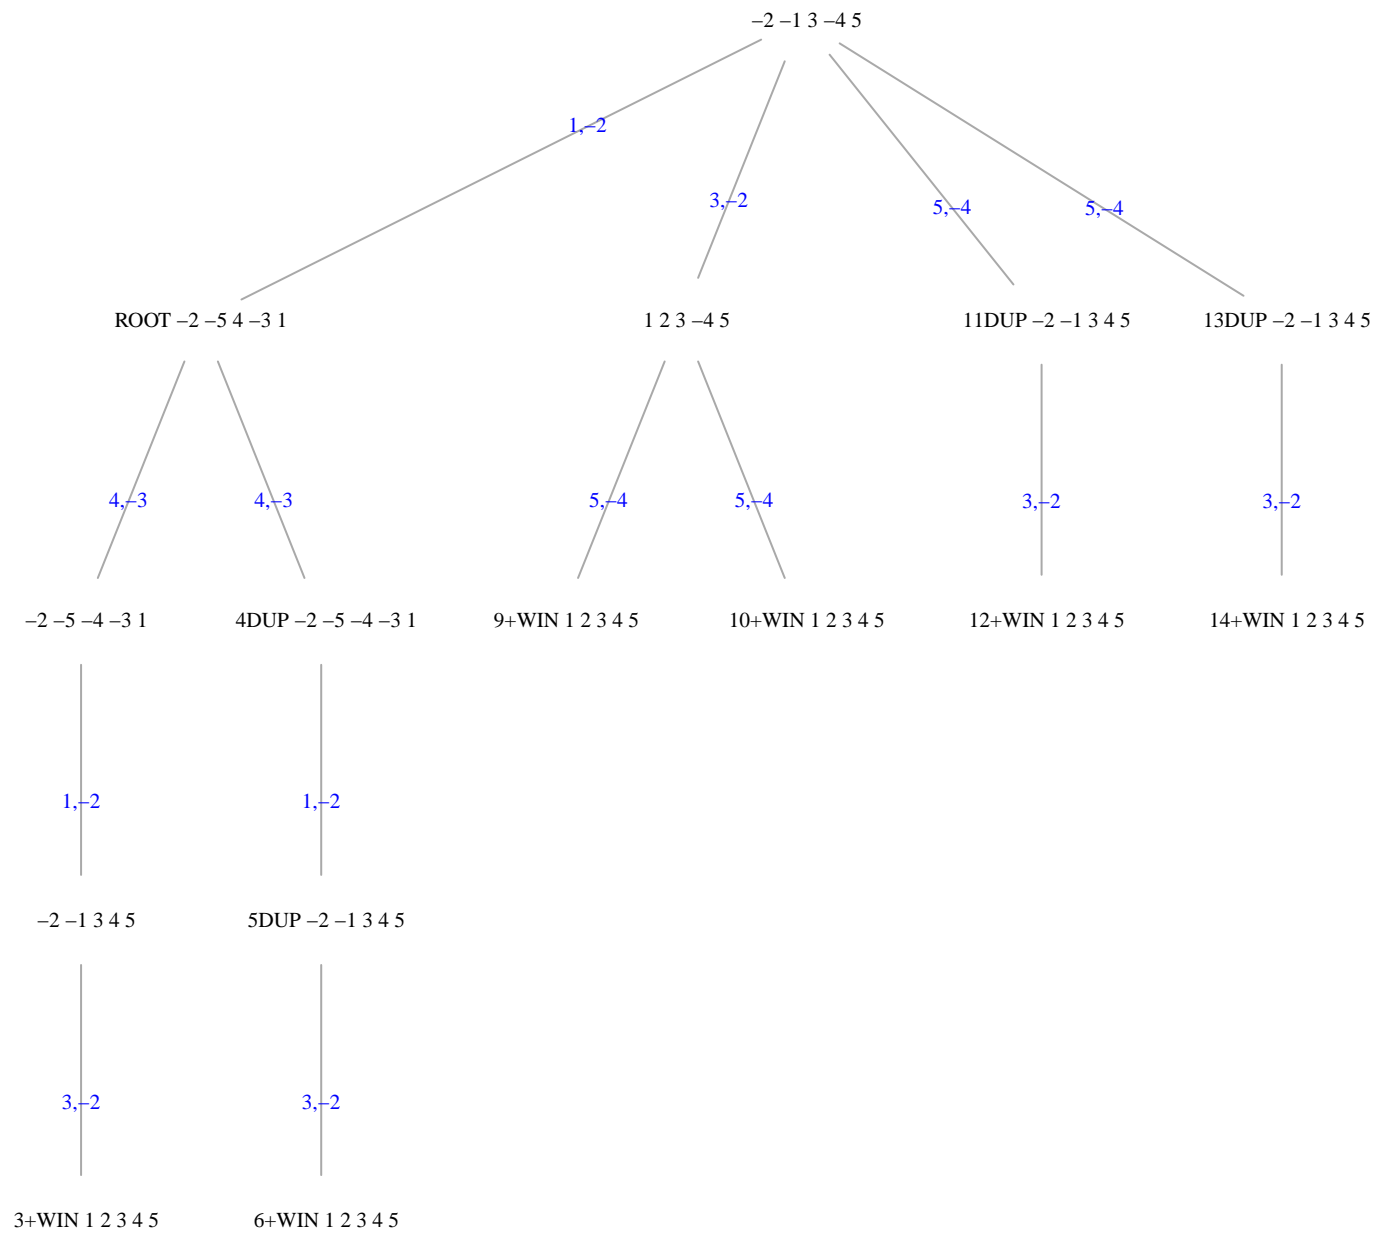 –2 –1 3 –4 5
1,–2
3,–2
5,–4
5,–4
ROOT –2 –5 4 –3 1
1 2 3 –4 5
11DUP –2 –1 3 4 5
13DUP –2 –1 3 4 5
4,–3
4,–3
5,–4
5,–4
3,–2
3,–2
–2 –5 –4 –3 1
4DUP –2 –5 –4 –3 1
9+WIN 1 2 3 4 5
10+WIN 1 2 3 4 5
12+WIN 1 2 3 4 5
14+WIN 1 2 3 4 5
1,–2
1,–2
–2 –1 3 4 5
5DUP –2 –1 3 4 5
3,–2
3,–2
3+WIN 1 2 3 4 5
6+WIN 1 2 3 4 5